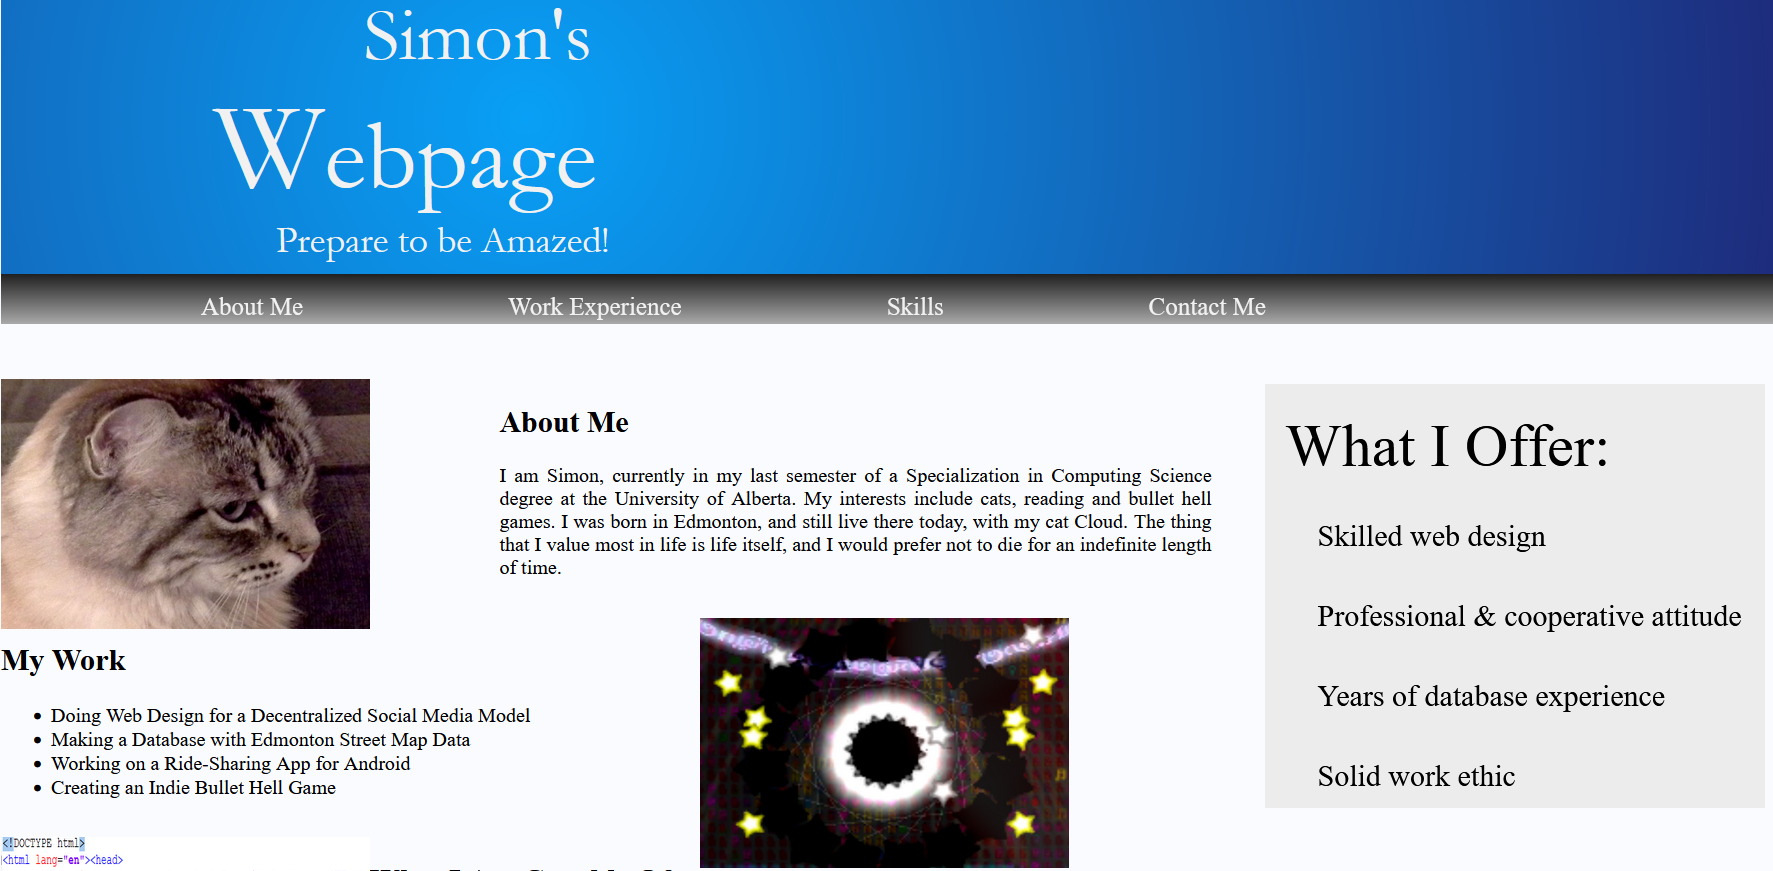 Simon's
Webpage
Prepare to be Amazed!
About Me
Work Experience
Skills
Contact Me
About Me
I am Simon, currently in my last semester of a Specialization in Computing Science
degree at the University of Alberta. My interests include cats, reading and bullet hell
games. I was born in Edmonton, and still live there today, with my cat Cloud. The thing
that I value most in life is life itself, and I would prefer not to die for an indefinite length
of time.
My Work
Doing Web Design for a Decentralized Social Media Model
Making a Database with Edmonton Street Map Data
Working on a Ride-Sharing App for Android
Creating an Indie Bullet Hell Game
<!DOCTYPE html>
<html lang="en"><head>
What I Offer:
Skilled web design
Professional & cooperative attitude
Years of database experience
Solid work ethic